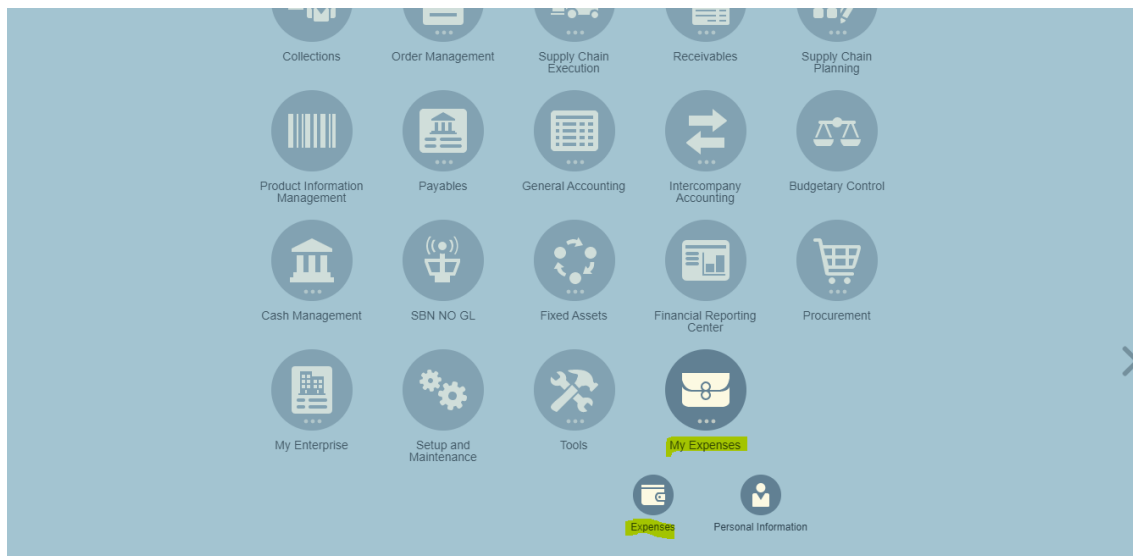 Collections
Order Management
Supply Chain
Execution
Receivables
Supply Chain
Planning
Product Information
Management
Payables
General Accounting
Intercompany
Accounting
Budgetary Control
Cash Management
SBN NO GL
Fixed Assets
Financial Reporting
Center
Procurement
My Enterprise
Setup and
Maintenance
Tools
My Expenses
Expenses
Personal Information